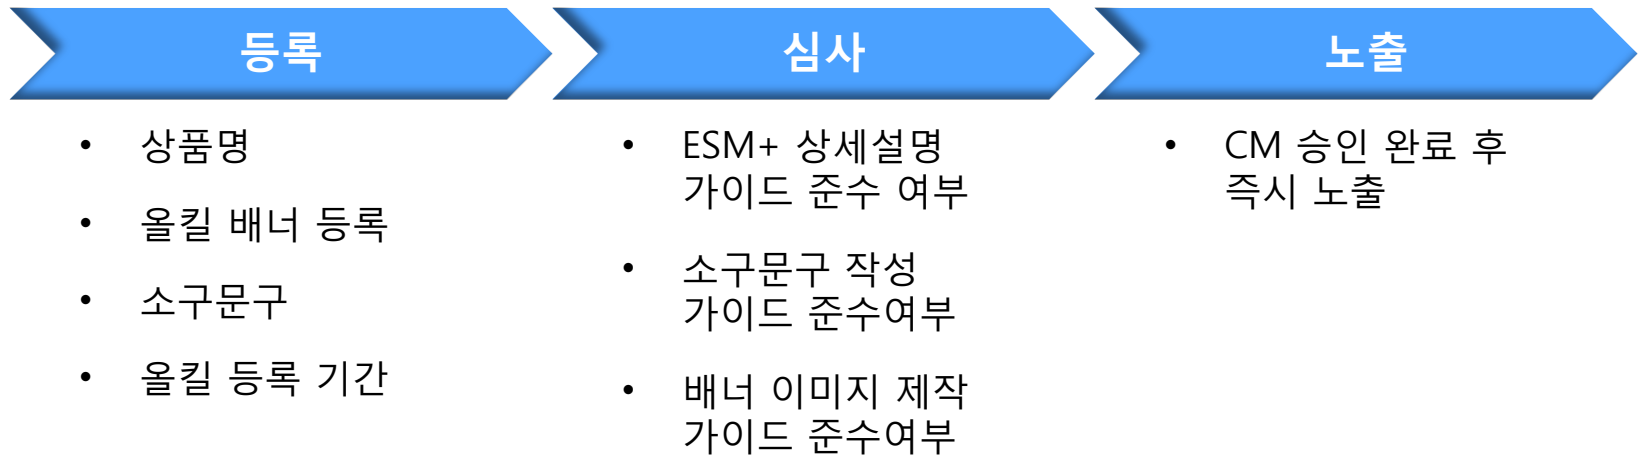 등록
상품명
올킬 배너 등록
소구문구
올킬 등록 기간
심사
ESM+ 상세설명
가이드 준수 여부
소구문구 작성
가이드 준수여부
배너 이미지 제작
가이드 준수여부
노출
CM 승인 완료 후
즉시 노출